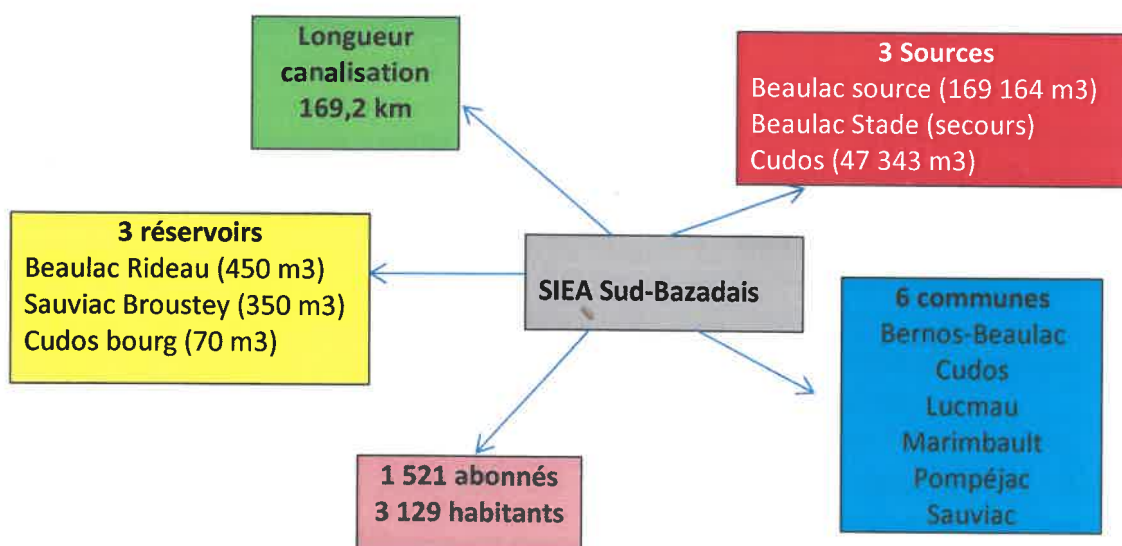 Longueur
canalisation
169,2 km
3 Sources
Beaulac source (169 164 m3)
Beaulac Stade (secours)
Cudos (47 343 m3)
3 réservoirs
Beaulac Rideau (450 m3)
Sauviac Broustey (350 m3)
Cudos bourg (70 m3)
SIEA Sud-Bazadais
6 communes
Bernos-Beaulac
Cudos
Lucmau
Marimbault
Pompéjac
Sauviac
1 521 abonnés
3 129 habitants